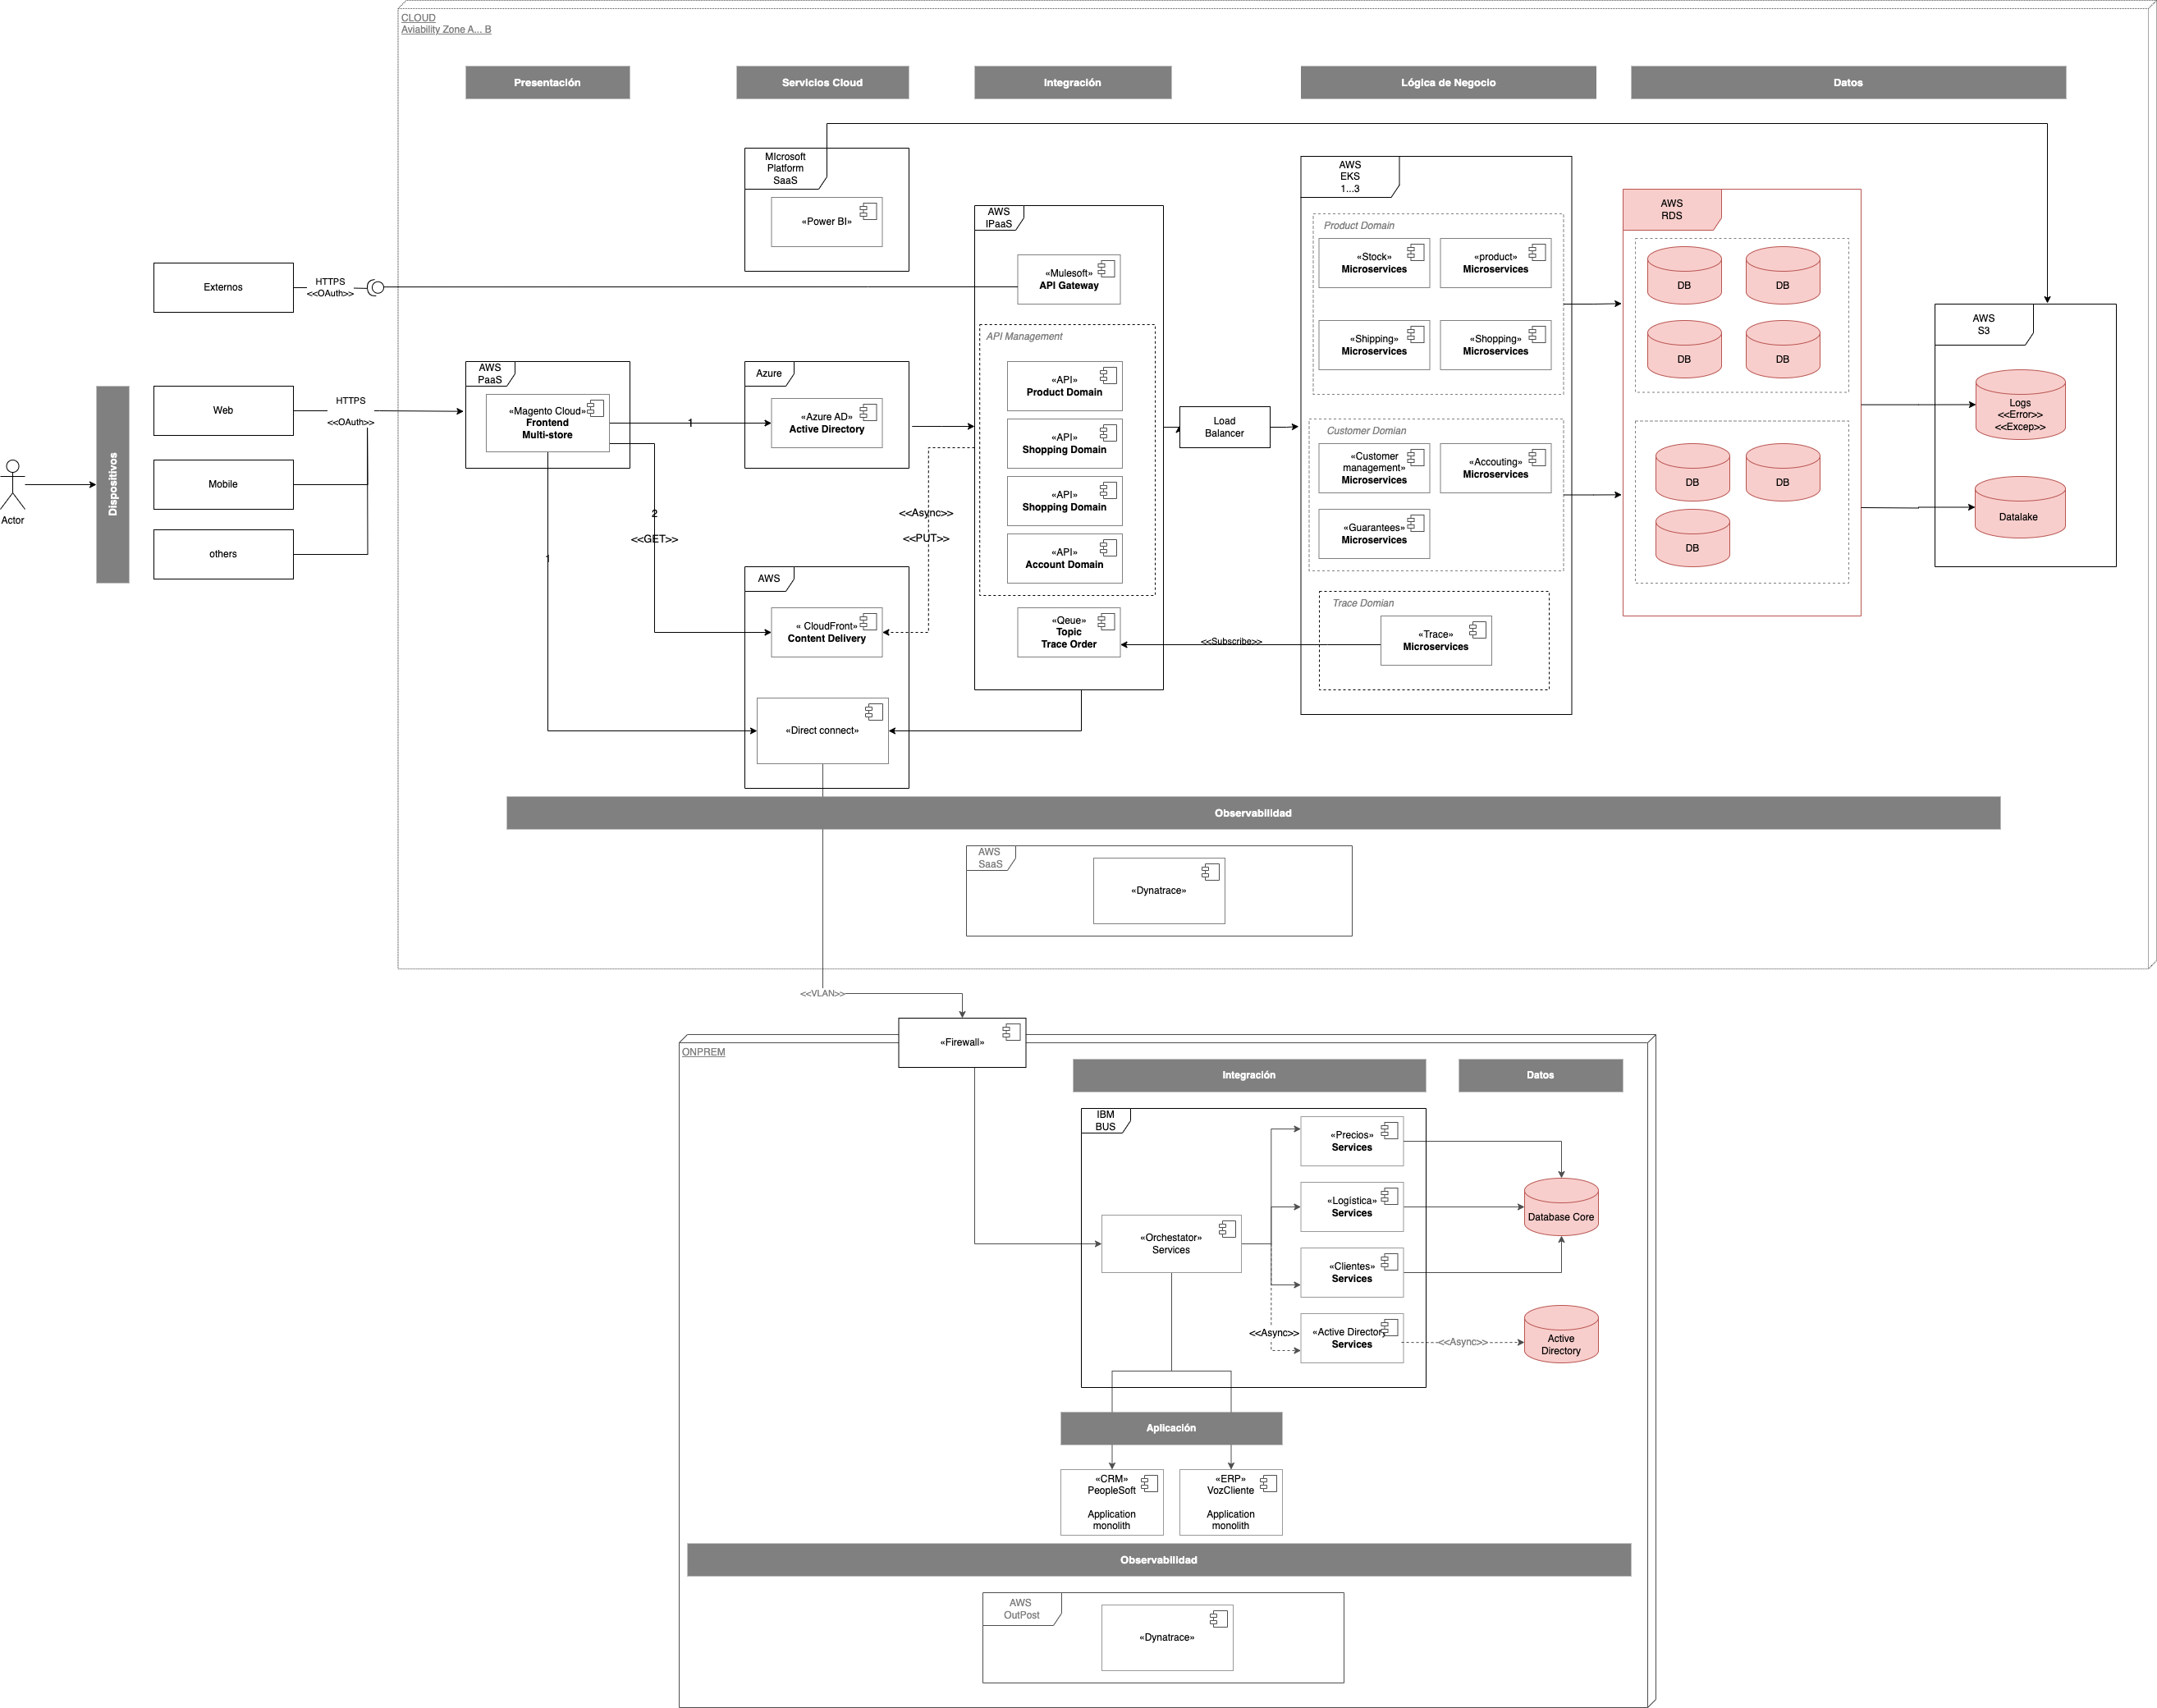 CLOUD
Aviability Zone A... B
Presentación
Servicios Cloud
Integración
Lógica de Negocio
Datos
MIcrosoft
Platform
SaaS
«Power BI»
AWS
IPaaS
«Mulesoft»
API Gateway
API Management
«API»
Product Domain
«API»
Shopping Domain
«API»
Shopping Domain
«API»
Account Domain
«Qeue»
Topic
Trace Order
Externos
HTTPS
<<OAuth>>
Actor
Dispositivos
Web
Mobile
others
HTTPS
<<OAuth>>
AWS
PaaS
«Magento Cloud»
Frontend
Multi-store
1
2
<<GET>>
1
Azure
«Azure AD»
Active Directory
<<Async>>
<<PUT>>
AWS
« CloudFront»
Content Delivery
«Direct connect»
Load
Balancer
AWS
EKS
1...3
Product Domain
«Stock»
Microservices
«product»
Microservices
«Shipping»
Microservices
«Shopping»
Microservices
Customer Domian
«Customer
management»
Microservices
«Accouting»
Microservices
«Guarantees»
Microservices
Trace Domian
«Trace»
Microservices
<<Subscribe>>
AWS
RDS
DB
DB
DB
DB
DB
DB
DB
AWS
S3
Logs
<<Error>>
<<Excep>>
Datalake
Observabilidad
AWS
SaaS
«Dynatrace»
<<VLAN>>
«Firewall»
ONPREM
Integración
Datos
IBM
BUS
«Orchestator»
Services
«Precios»
Services
«Logística»
Services
«Clientes»
Services
<<Async>>
«Active Directory
Services
<<Async>>
Database Core
Active
Directory
Aplicación
«CRM»
PeopleSoft
Application
monolith
«ERP»
VozCliente
Application
monolith
Observabilidad
AWS
OutPost
«Dynatrace»